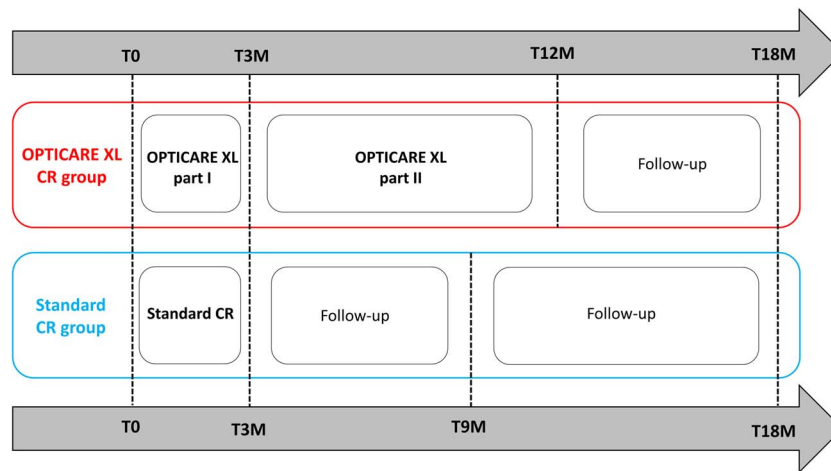 T0 T3M T12M T18M
OPTICARE XL
CR group
OPTICARE XL
part I
OPTICARE XL
part II
Follow-up
Standard
CR group
Standard CR
Follow-up
Follow-up
T0 T3M T9M T18M